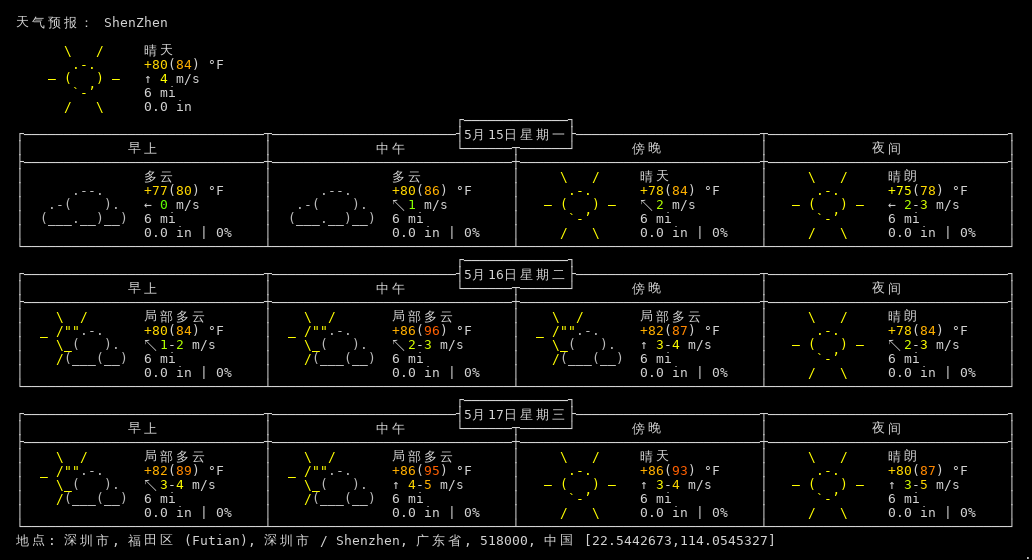 天气预报： ShenZhen
晴天
+80(84) °F
↑ 4 m/s
6 mi
0.0 in
5月15日星期一
早上 中午 傍晚 夜间
多云 多云 晴天 晴朗
+77(80) °F +80(86) °F +78(84) °F +75(78) °F
← 0 m/s ↖ 1 m/s ↖ 2 m/s ← 2-3 m/s
6 mi 6 mi 6 mi 6 mi
0.0 in | 0% 0.0 in | 0% 0.0 in | 0% 0.0 in | 0%
5月16日星期二
早上 中午 傍晚 夜间
局部多云 局部多云 局部多云 晴朗
+80(84) °F +86(96) °F +82(87) °F +78(84) °F
↖ 1-2 m/s ↖ 2-3 m/s ↑ 3-4 m/s ↖ 2-3 m/s
6 mi 6 mi 6 mi 6 mi
0.0 in | 0% 0.0 in | 0% 0.0 in | 0% 0.0 in | 0%
5月17日星期三
早上 中午 傍晚 夜间
局部多云 局部多云 晴天 晴朗
+82(89) °F +86(95) °F +86(93) °F +80(87) °F
↖ 3-4 m/s ↑ 4-5 m/s ↑ 3-4 m/s ↑ 3-5 m/s
6 mi 6 mi 6 mi 6 mi
0.0 in | 0% 0.0 in | 0% 0.0 in | 0% 0.0 in | 0%
地点: 深圳市, 福田区 (Futian), 深圳市 / Shenzhen, 广东省, 518000, 中国 [22.5442673,114.0545327]